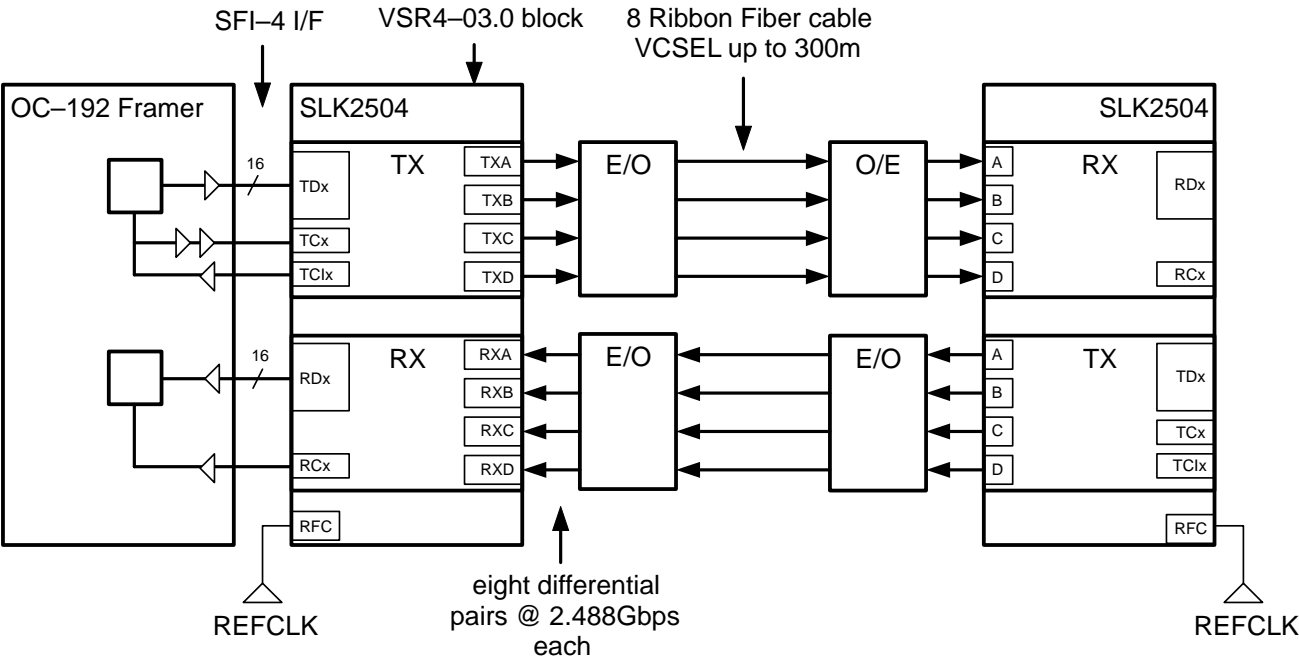 SFI–4 I/F
VSR4–03.0 block
8 Ribbon Fiber cable
VCSEL up to 300m
OC–192 Framer
SLK2504
SLK2504
16
TDx
TX
TXA
E/O
O/E
A
RX
RDx
TXB
B
TCx
TXC
C
TCIx
TXD
D
RCx
16
RDx
RX
RXA
E/O
E/O
A
TX
TDx
RXB
B
RXC
C
TCx
RCx
RXD
D
TCIx
RFC
RFC
eight differential
pairs @ 2.488Gbps
each
REFCLK
REFCLK